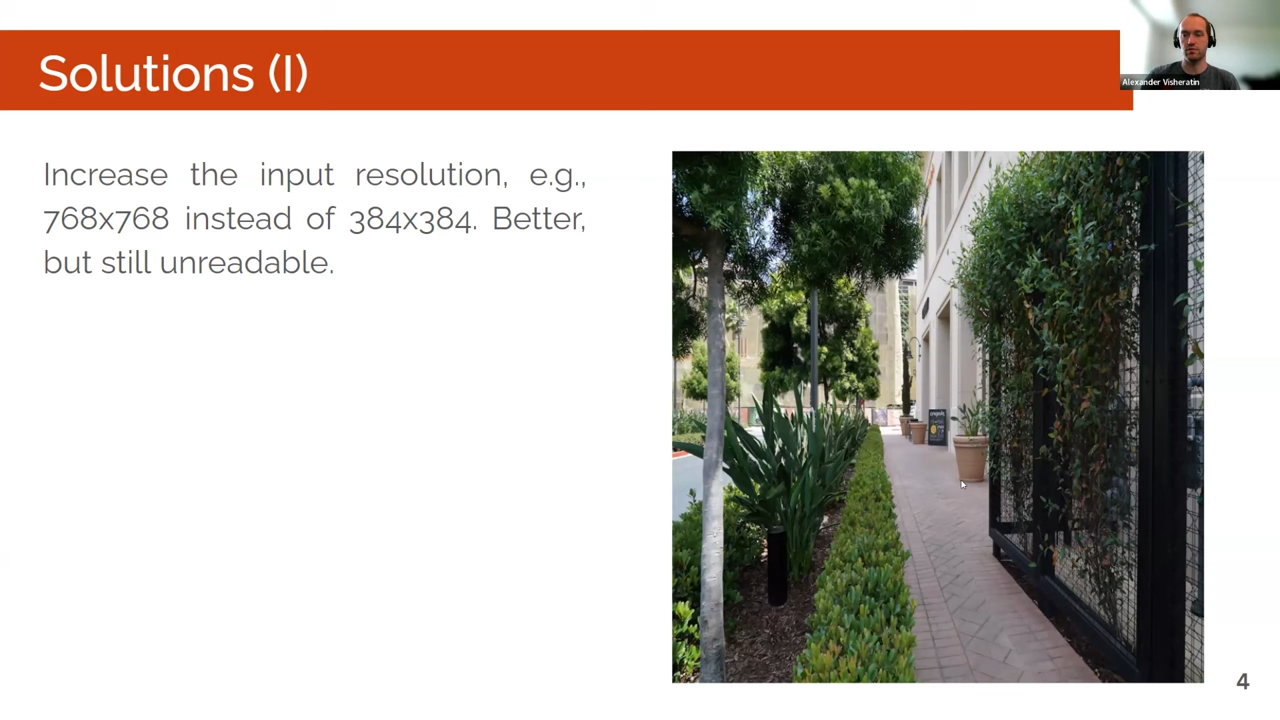 Solutions (I)
Alexander Visheratin
Increase the input resolution, e.g.,
768x768 instead of 384x384. Better,
but still unreadable.
4